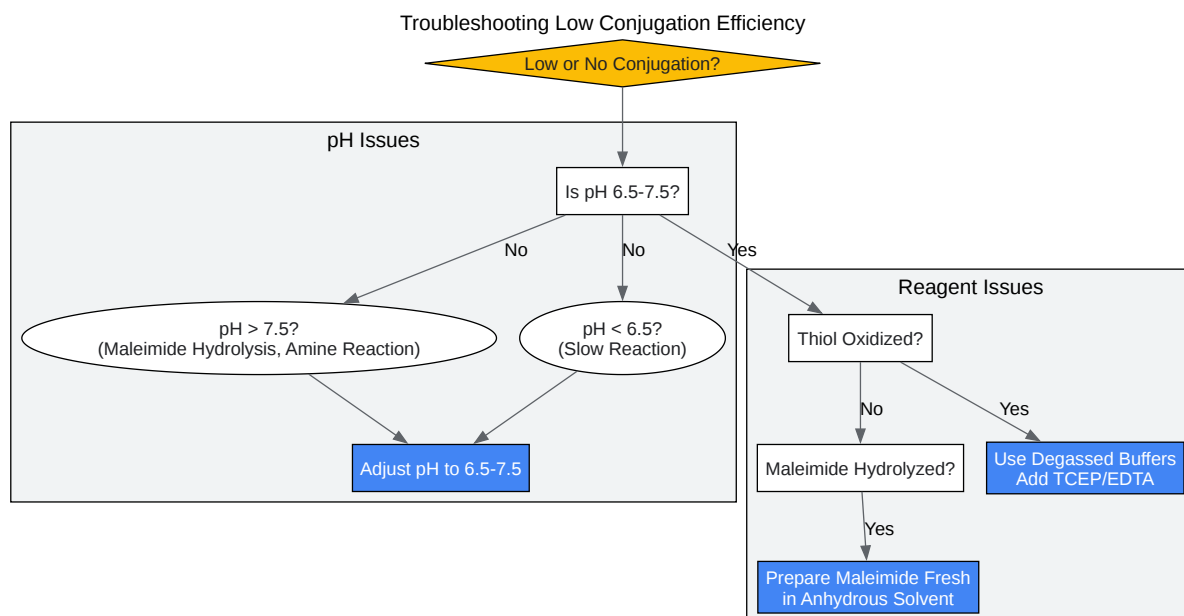 Troubleshooting Low Conjugation Efficiency
Low or No Conjugation?
pH Issues
Is pH 6.5-7.5?
No
No
Yes
pH > 7.5?
(Maleimide Hydrolysis, Amine Reaction)
pH < 6.5?
(Slow Reaction)
Adjust pH to 6.5-7.5
Reagent Issues
Thiol Oxidized?
No
Yes
Maleimide Hydrolyzed?
Use Degassed Buffers
Add TCEP/EDTA
Yes
Prepare Maleimide Fresh
in Anhydrous Solvent